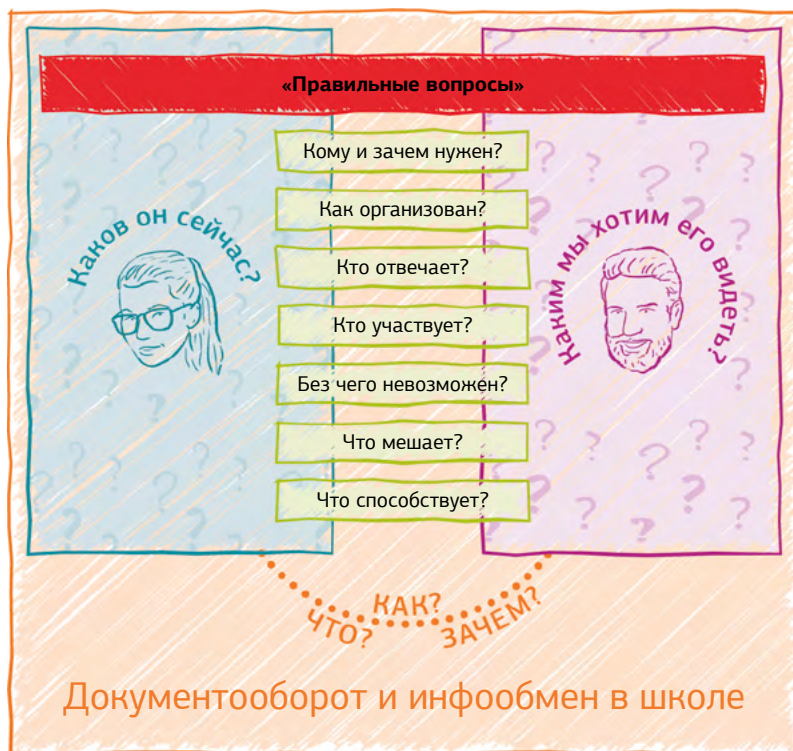 «Правильные вопросы»
Кому и зачем нужен?
Как организован?
Каков он сейчас?
Каким мы хотим его видеть?
Кто отвечает?
Кто участвует?
Без чего невозможен?
Что мешает?
Что способствует?
ЧТО?
КАК?
ЗАЧЕМ?
Документооборот и инфообмен в школе